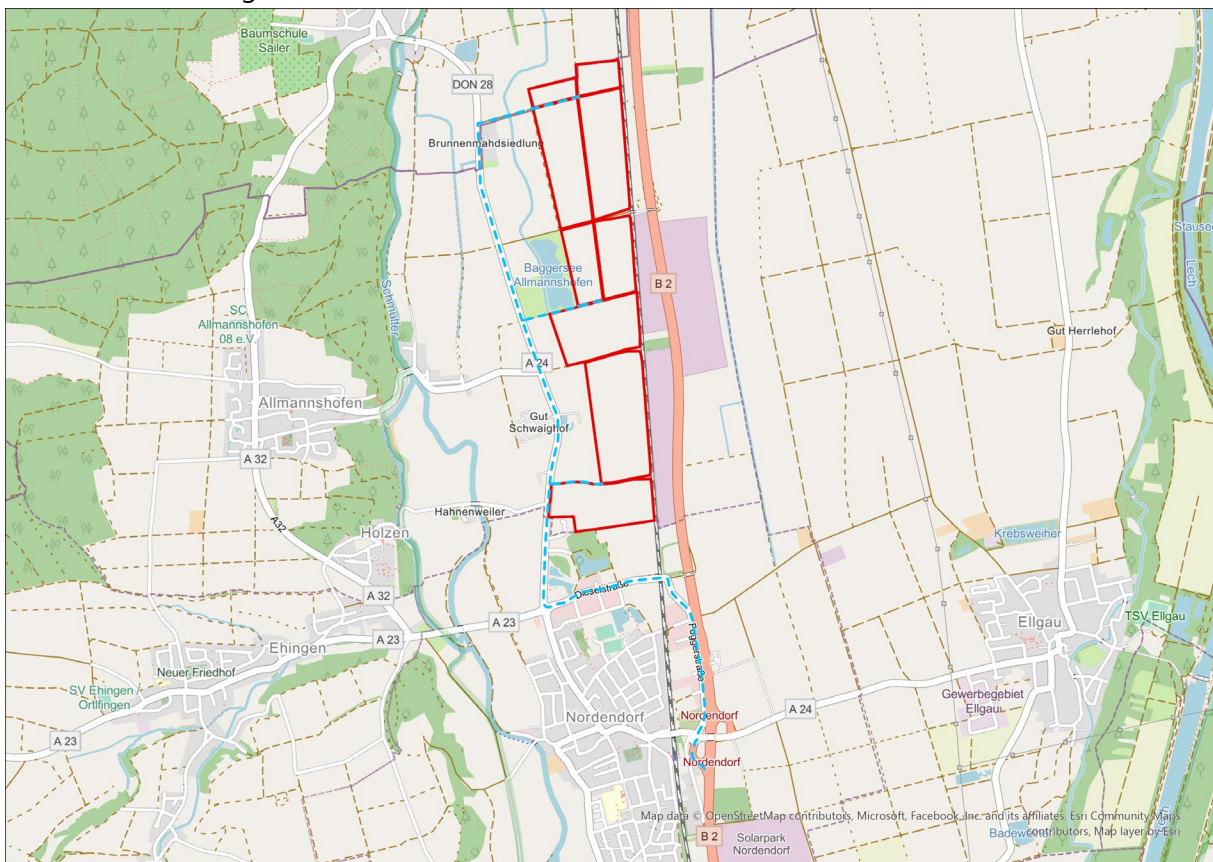 Baumschule
Sailer
DON 28
Brunnenmahdsiedlung
Stausee
Lech
Baggersee
Allmannshofen
B 2
Schmutter
SC
Allmannshofen
08 e.V.
Gut Herrlehof
A 24
Allmannshofen
Gut
Schwaighof
A 32
A32
Hahnenweiler
Holzen
Krebsweiher
Dieselstraße
A 32
TSV Ellgau
A 23
Ellgau
A 23
Ehingen
Fuggerstraße
Neuer Friedhof
SV Ehingen /
Ortlfingen
Gewerbegebiet
Ellgau
Nordendorf
Nordendorf
A 24
A 23
Nordendorf
Map data © OpenStreetMap contributors, Microsoft, Facebook, Inc. and its affiliates, Esri Community Maps
contributors, Map layer by Esri
B 2
Solarpark
Nordendorf
Lech